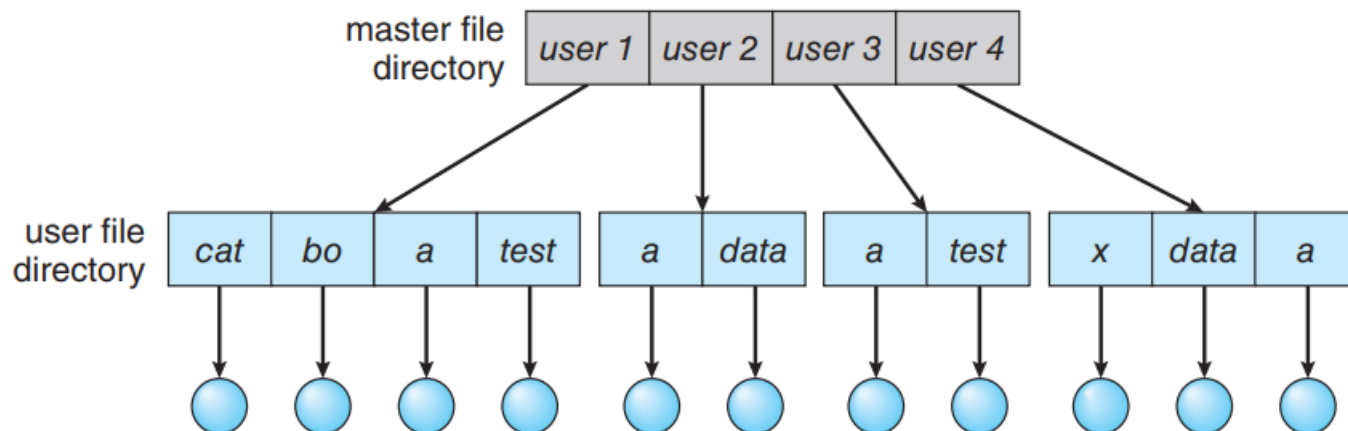 master file directory
user 1 user 2 user 3 user 4
user file directory
cat bo a test a data a test x data a